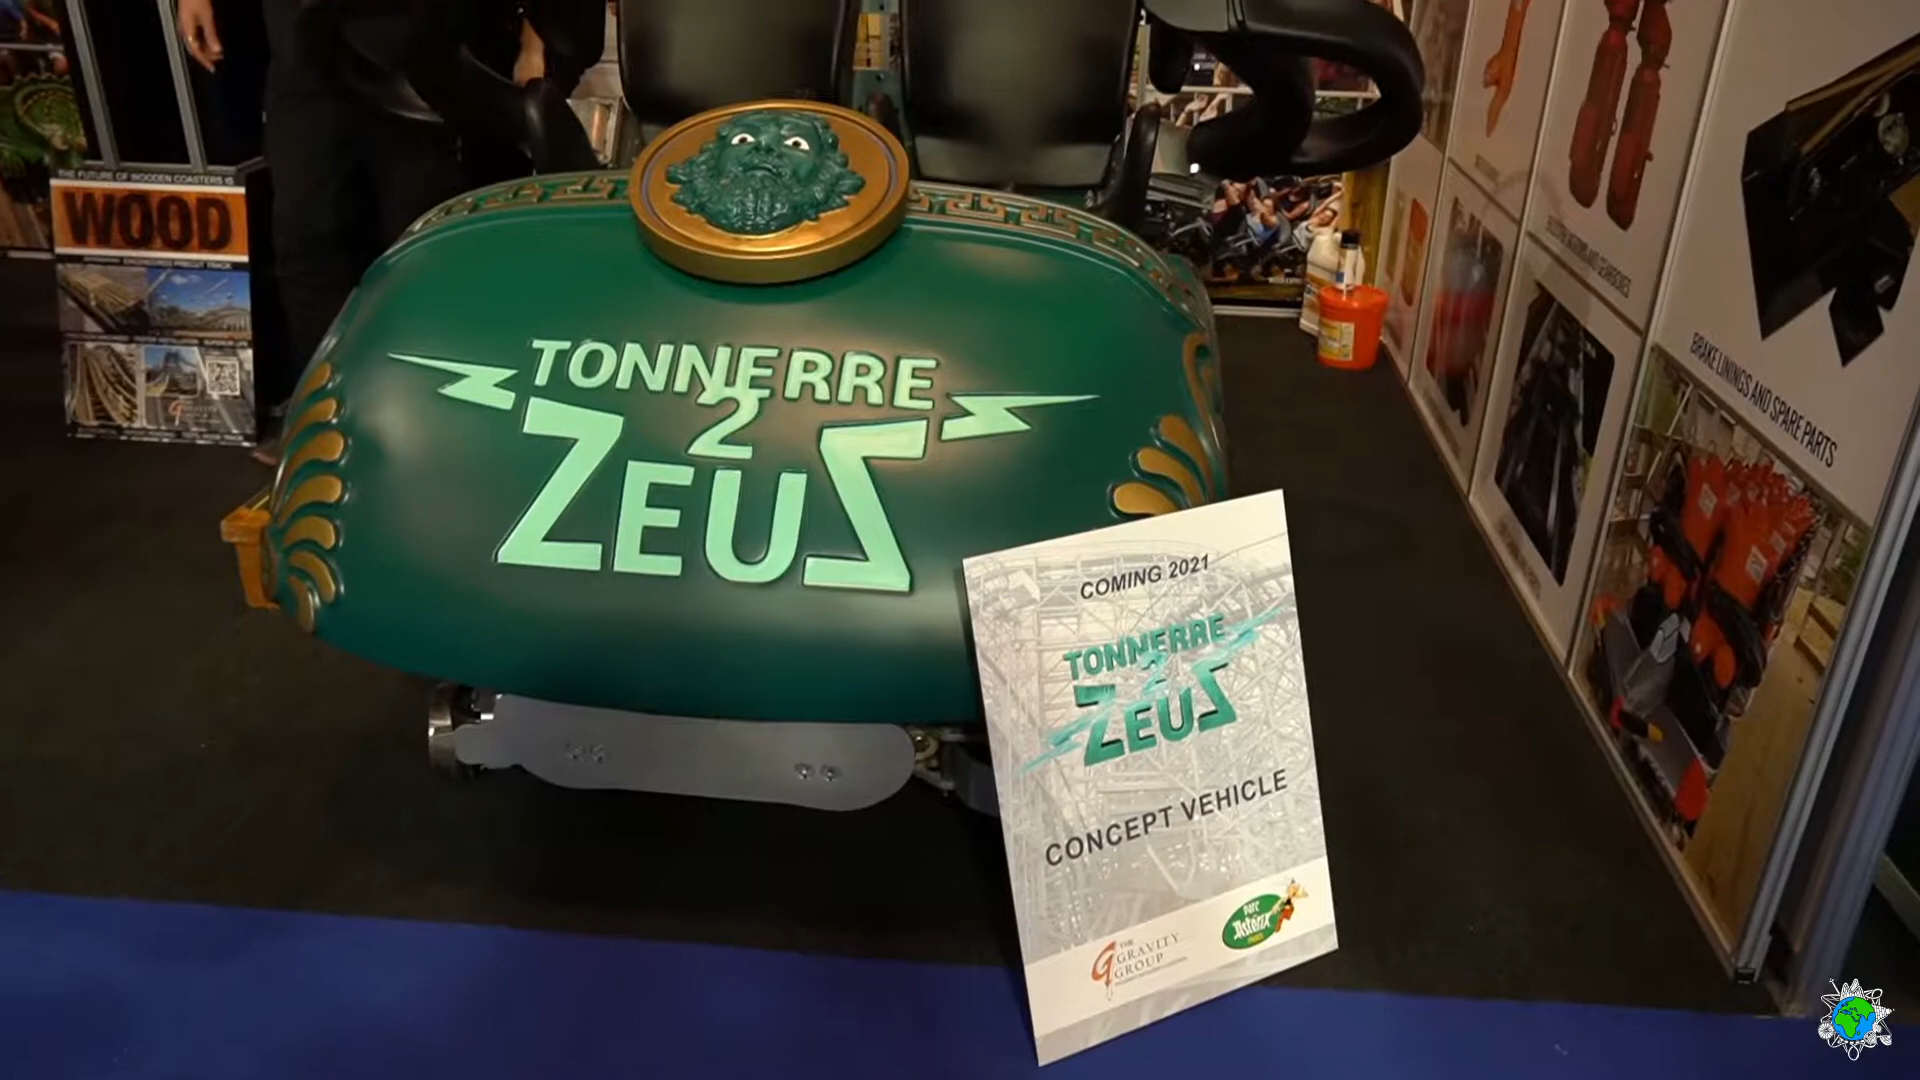 THE FUTURE OF WOODEN COASTERS IS
WOOD
TONNERRE
2
ZEUS
COMING 2021
TONNERRE
2
ZEUS
CONCEPT VEHICLE
THE
GRAVITY
GROUP
Parc
Astérix
PARIS
BRAKE LININGS AND SPARE PARTS